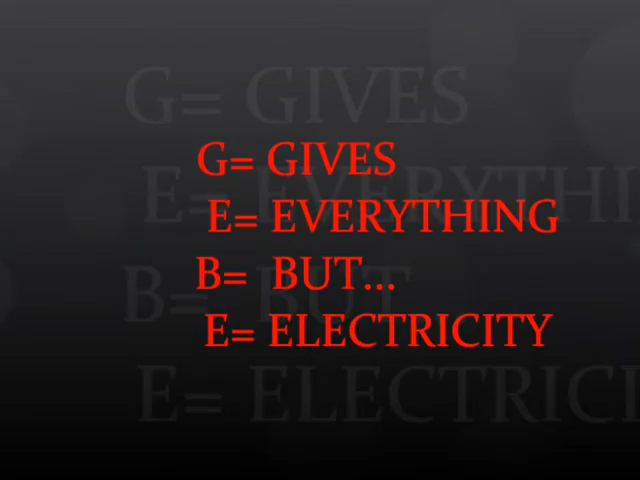 G= GIVES
E= EVERYTHING
B= BUT...
E= ELECTRICITY